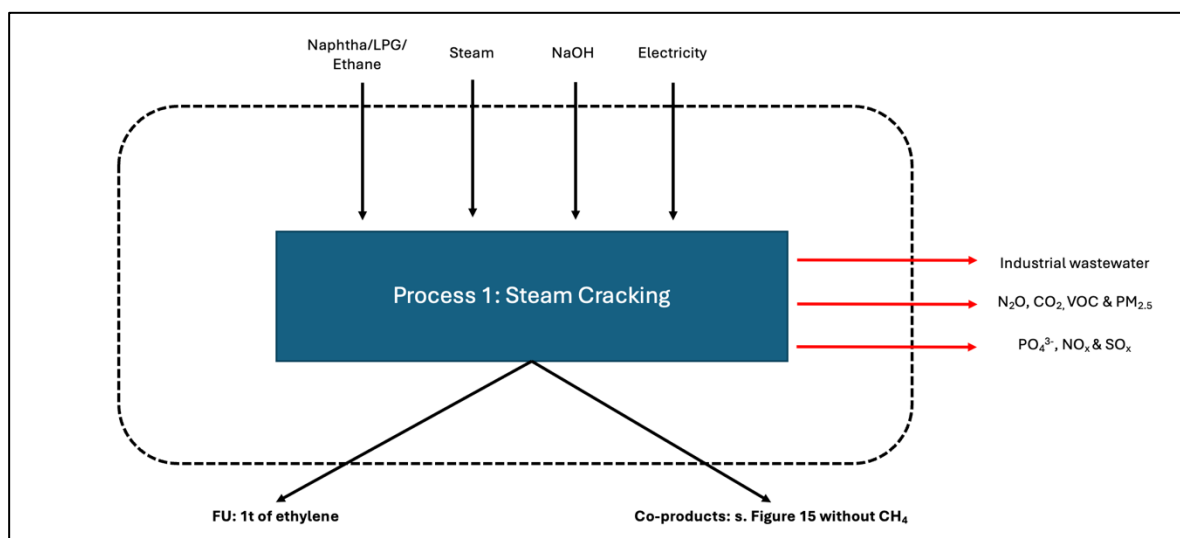 Naphtha/LPG/
Ethane
Steam
NaOH
Electricity
Process 1: Steam Cracking
Industrial wastewater
N₂O, CO₂, VOC & PM₂.₅
PO₄³⁻, NOₓ & SOₓ
FU: 1t of ethylene
Co-products: s. Figure 15 without CH₄